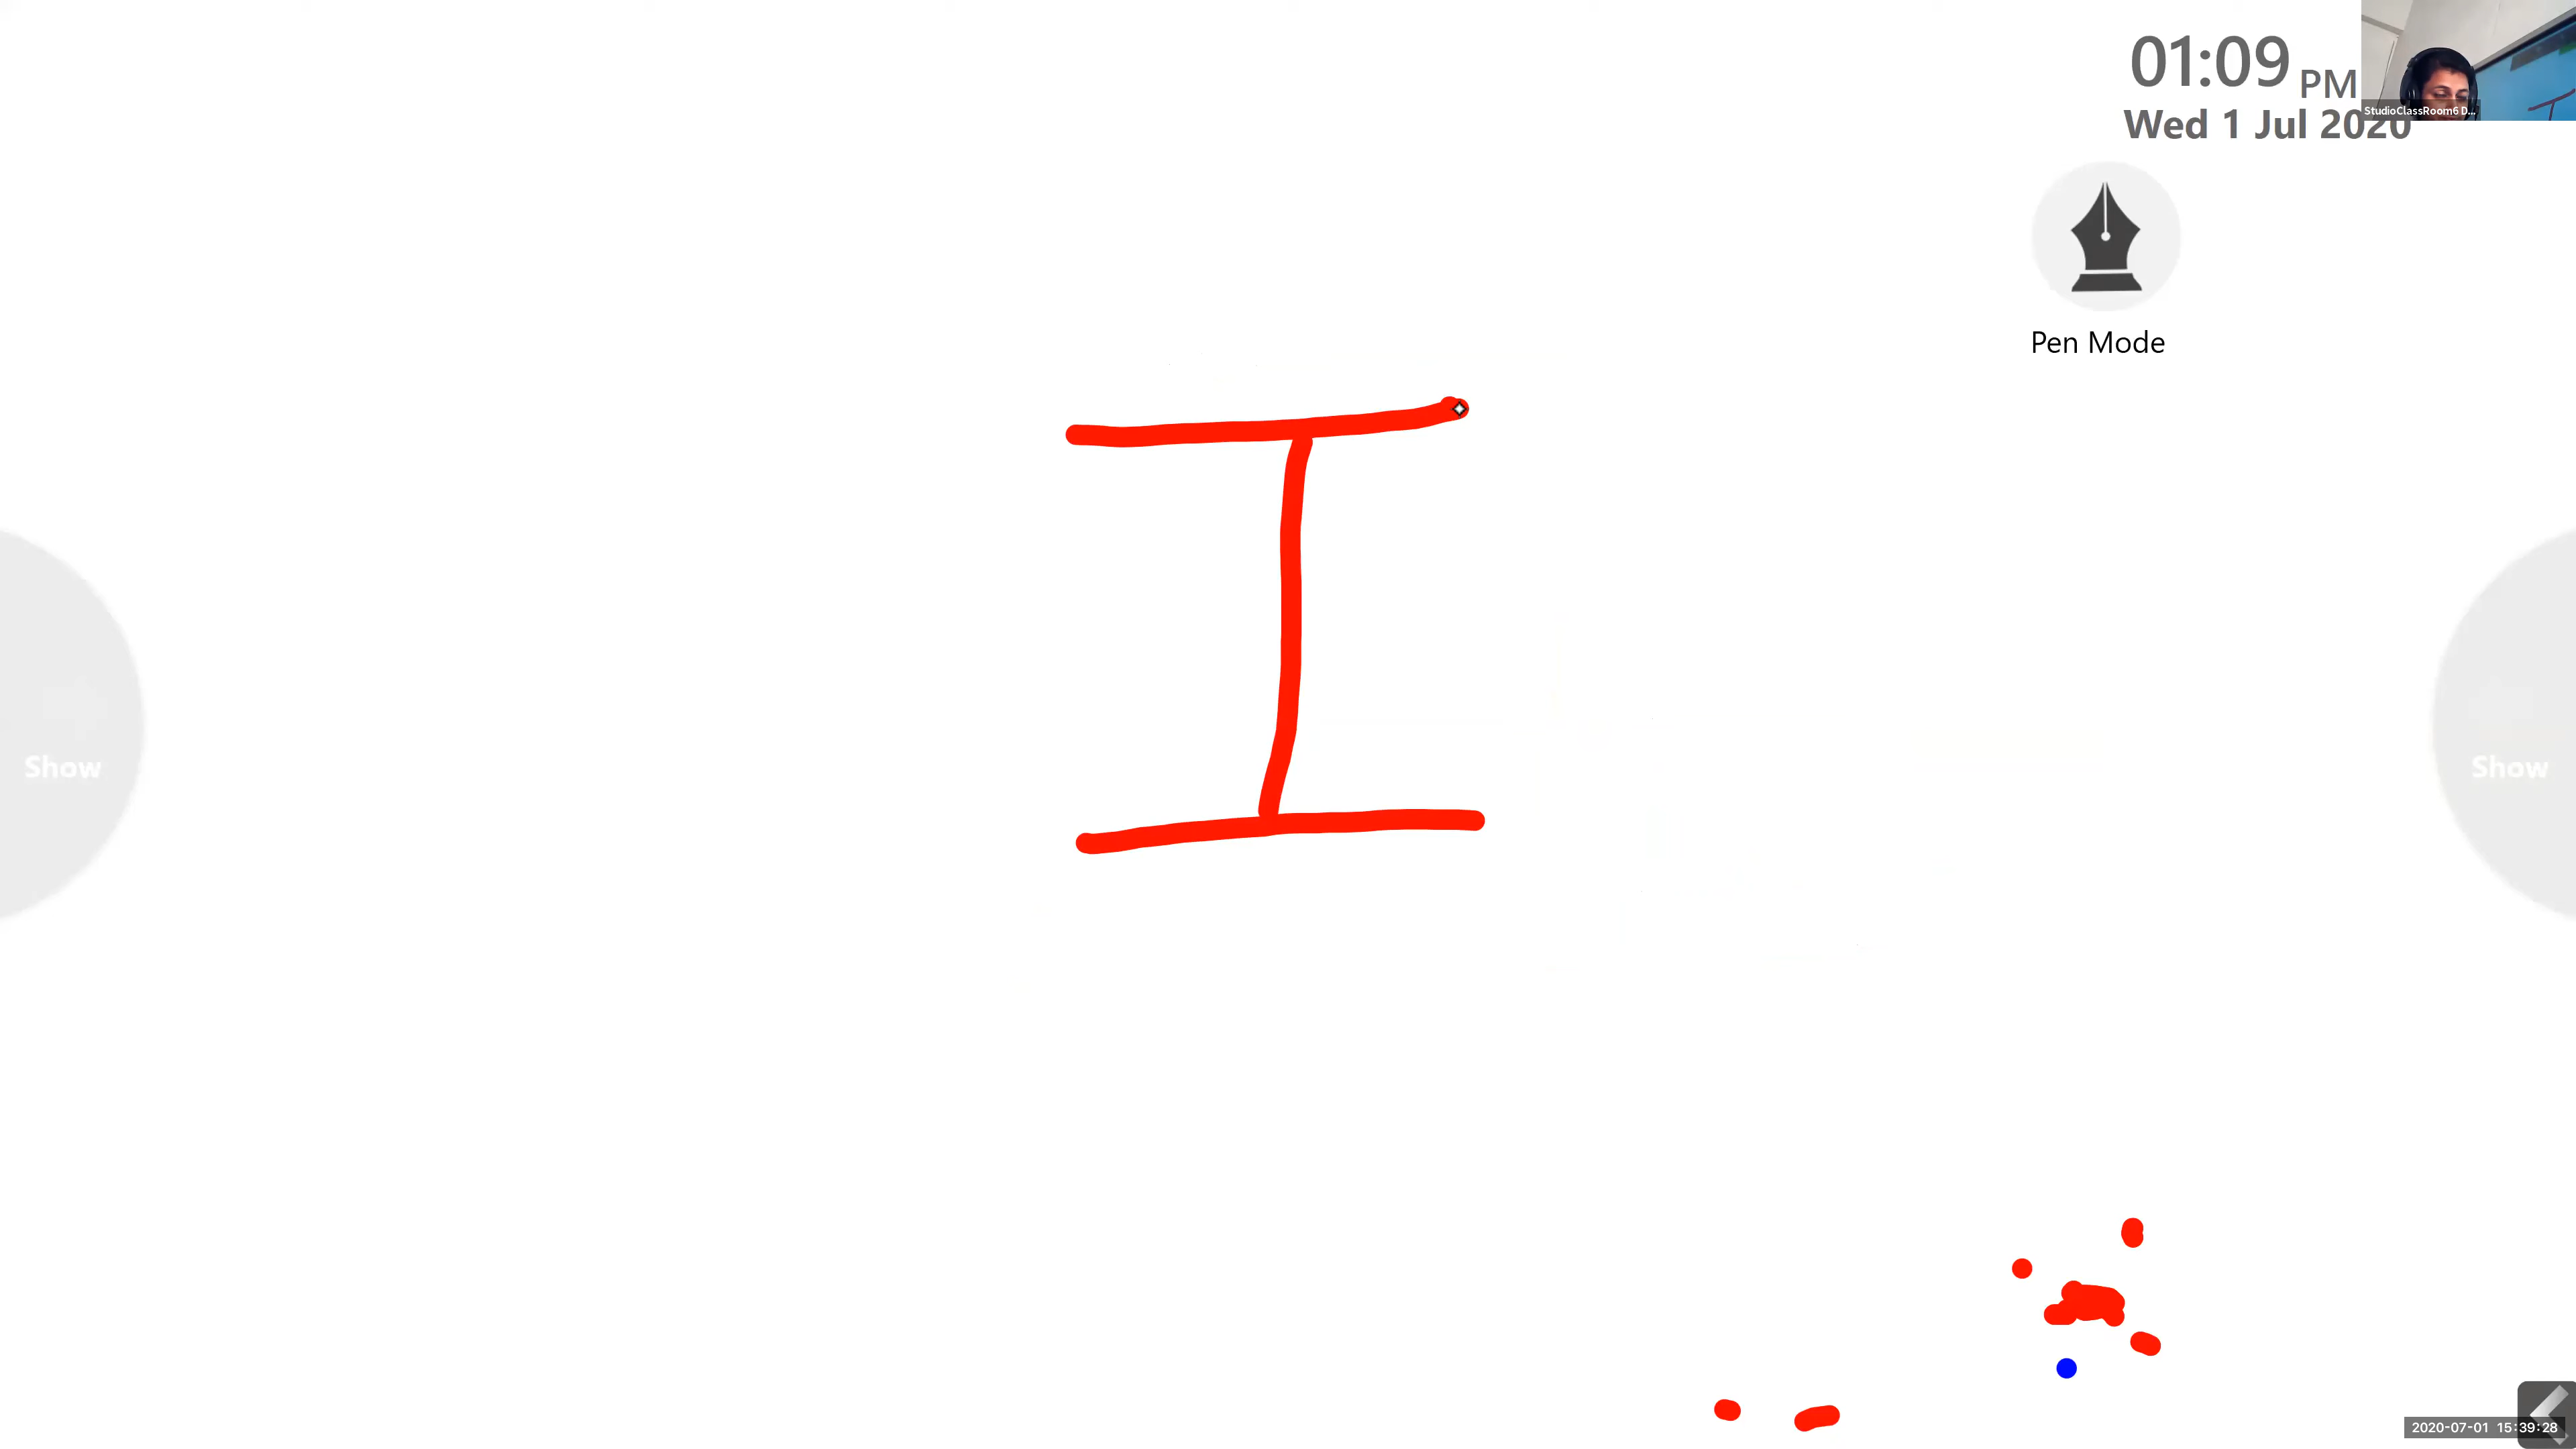 01:09 PM
StudioClassRoom6 D...
Wed 1 Jul 2020
Pen Mode
I
Show
Show
2020-07-01 15:39:28